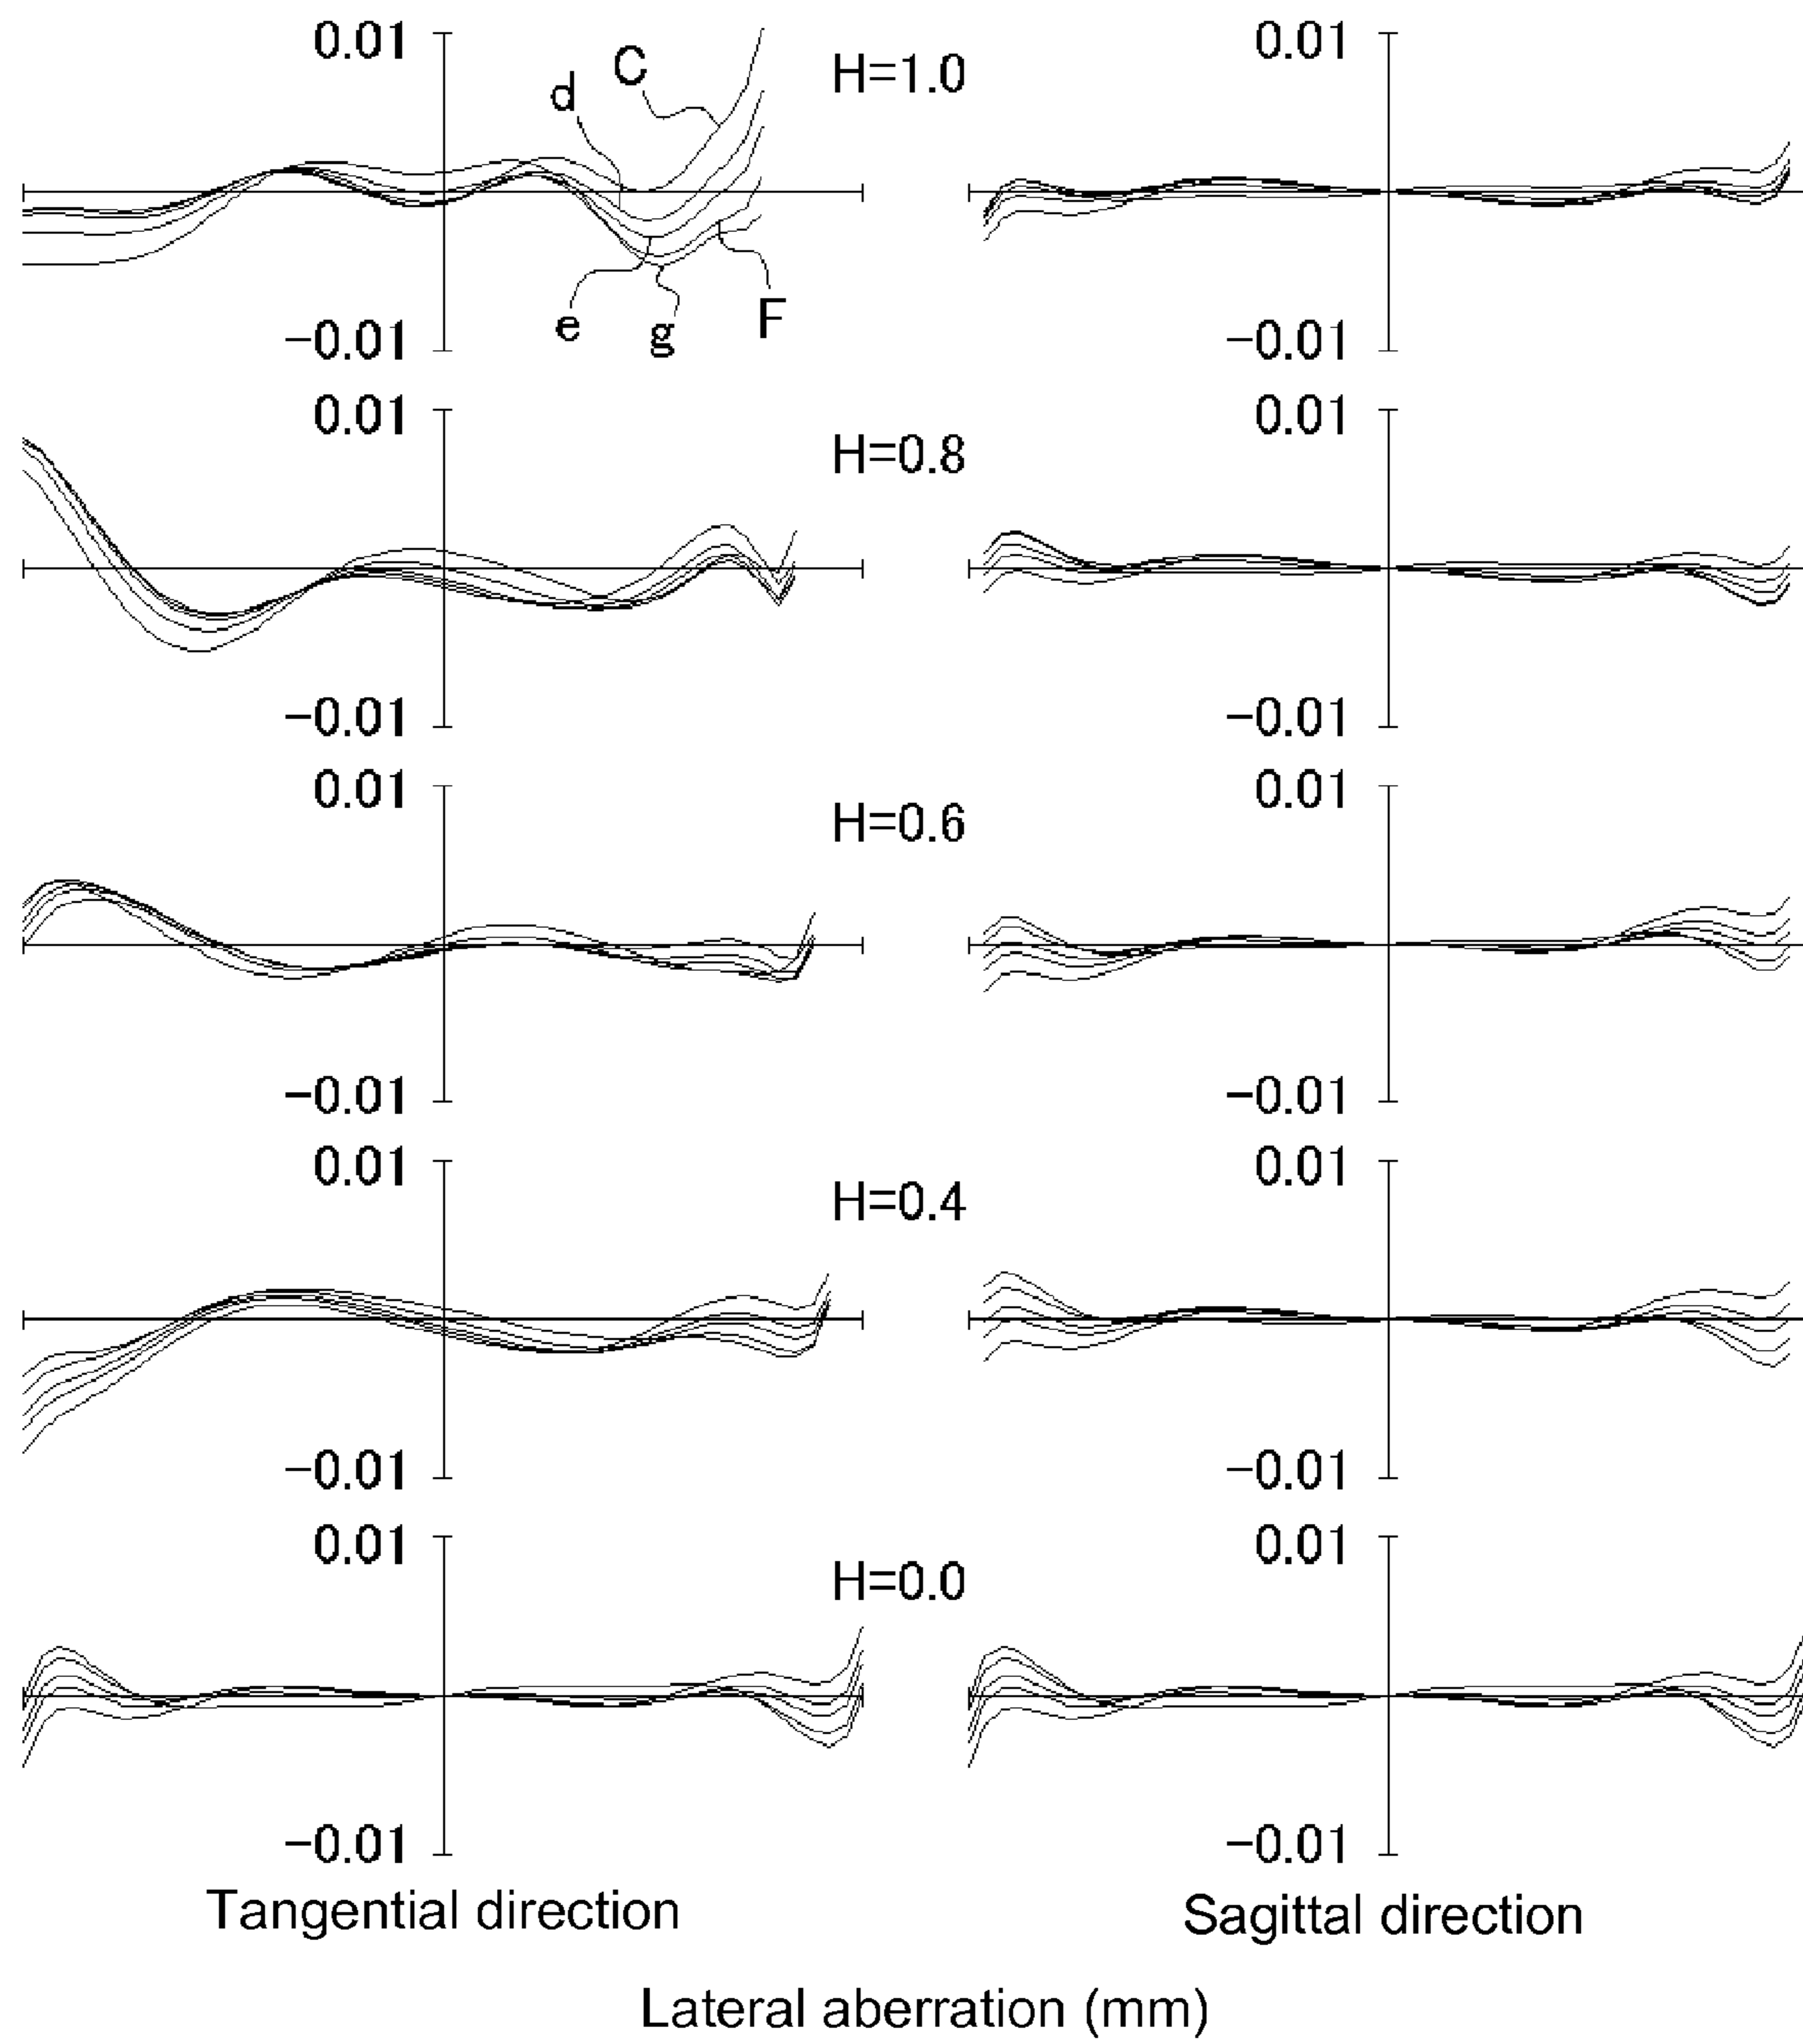 0.01
C
d
H=1.0
0.01
e
g
F
-0.01
-0.01
0.01
H=0.8
0.01
-0.01
-0.01
0.01
H=0.6
0.01
-0.01
-0.01
0.01
H=0.4
0.01
-0.01
-0.01
0.01
H=0.0
0.01
-0.01
-0.01
Tangential direction
Sagittal direction
Lateral aberration (mm)